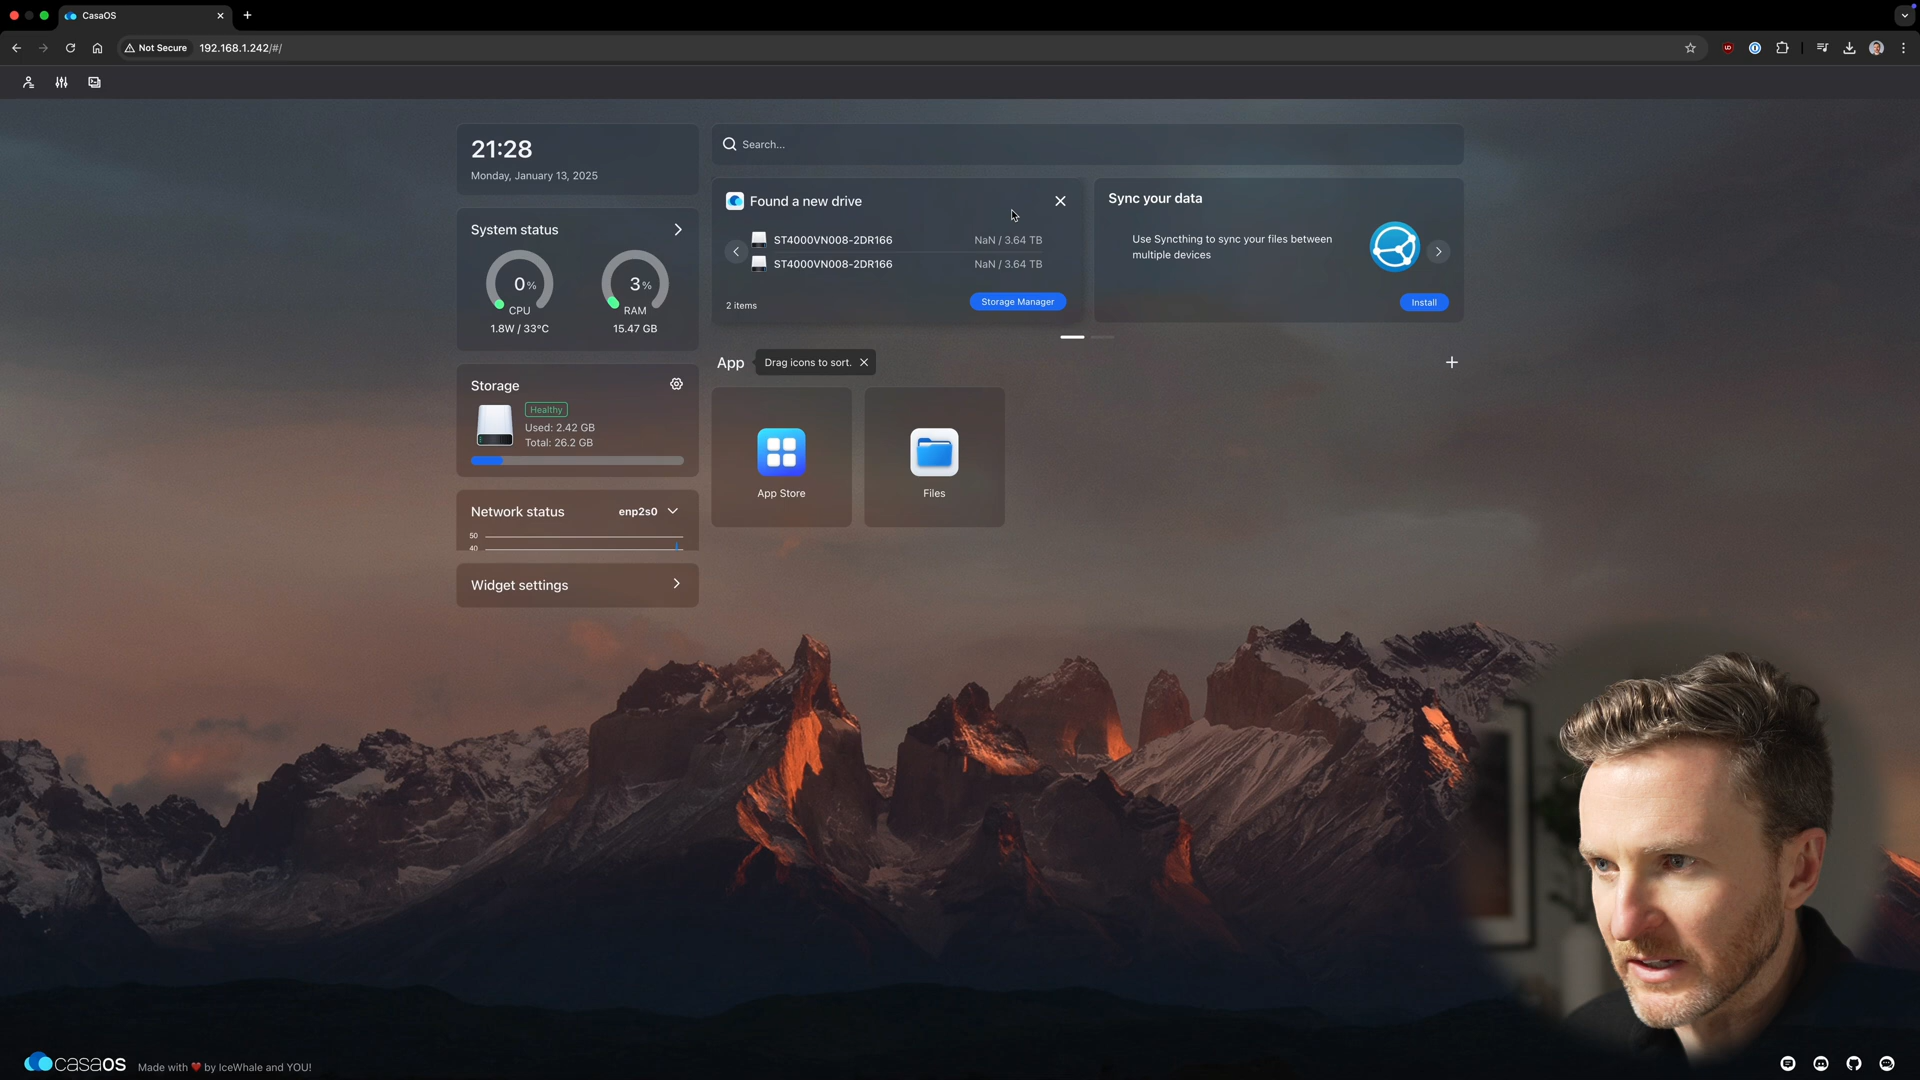 CasaOS
Not Secure
192.168.1.242/#/
21:28
Monday, January 13, 2025
System status
0%
CPU
1.8W / 33°C
3%
RAM
15.47 GB
Storage
Healthy
Used: 2.42 GB
Total: 26.2 GB
Network status
enp2s0
50
40
Widget settings
Search...
Found a new drive
ST4000VN008-2DR166 NaN / 3.64 TB
ST4000VN008-2DR166 NaN / 3.64 TB
2 items
Storage Manager
Sync your data
Use Syncthing to sync your files between
multiple devices
Install
App
Drag icons to sort.
App Store
Files
casaOS
Made with ❤️ by IceWhale and YOU!